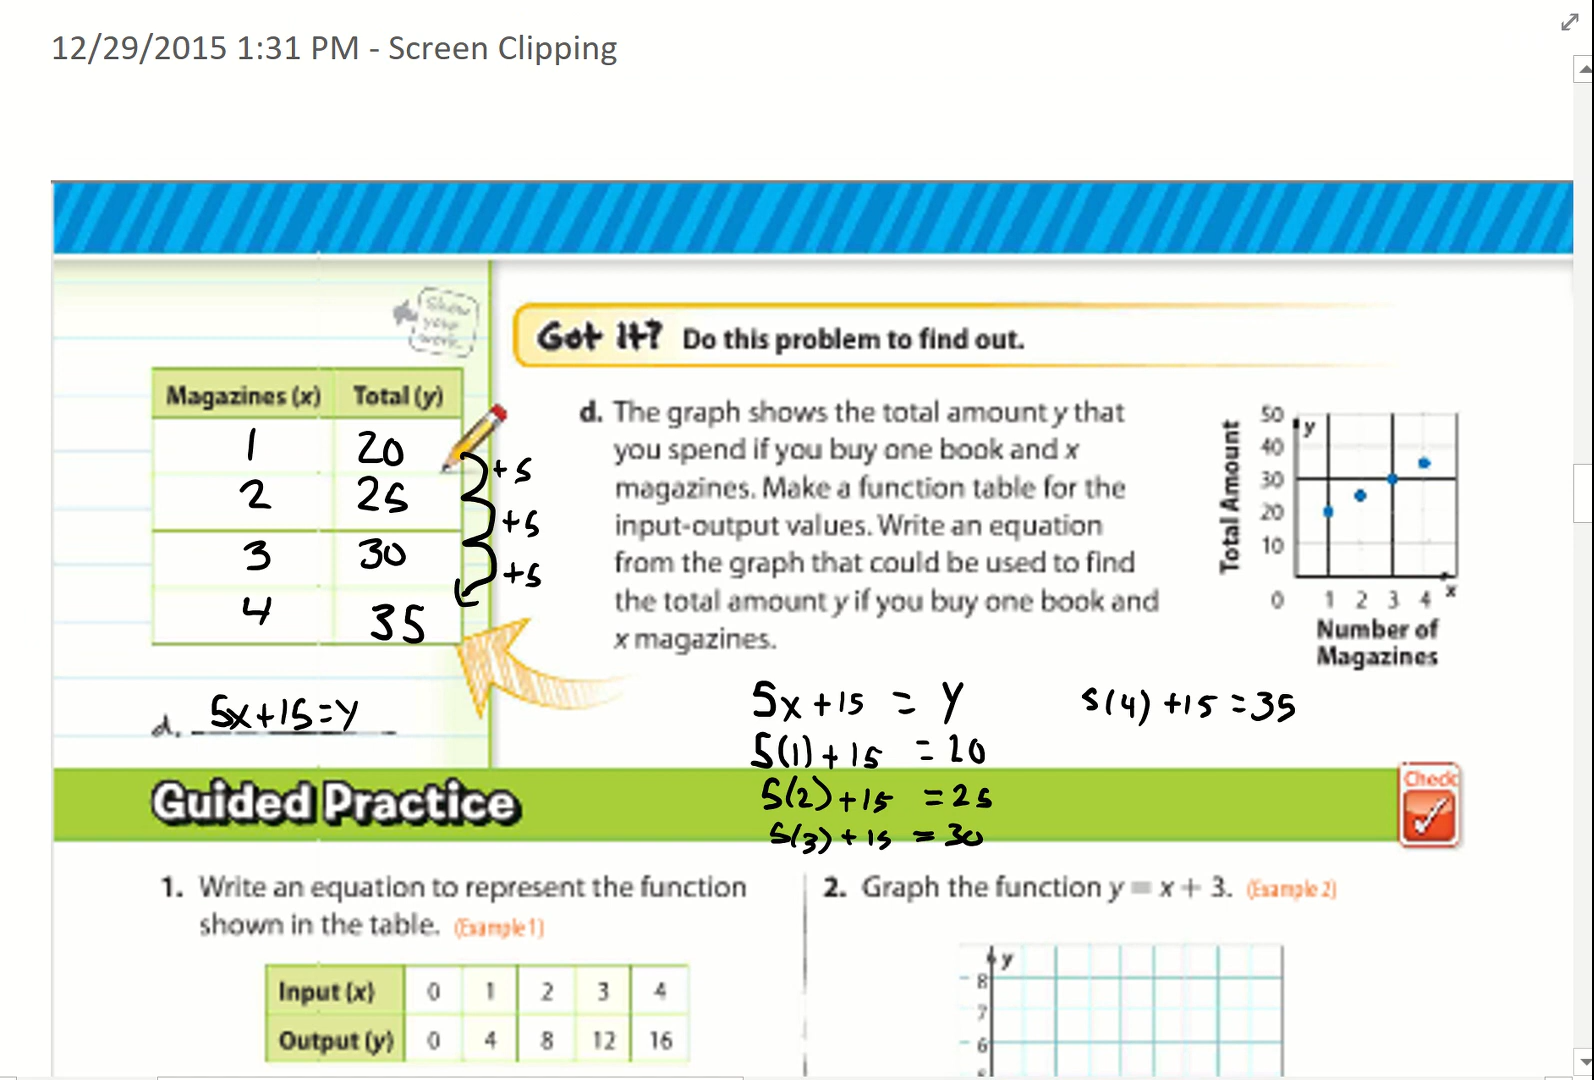 12/29/2015 1:31 PM - Screen Clipping
Show
your
work.
Got It? Do this problem to find out.
Magazines (x) Total (y)
1 20
2 25
3 30
4 35
+5
+5
+5
d. 5x+15=y
d. The graph shows the total amount y that
you spend if you buy one book and x
magazines. Make a function table for the
input-output values. Write an equation
from the graph that could be used to find
the total amount y if you buy one book and
x magazines.
Total Amount
50
40
30
20
10
0 1 2 3 4 x
y
Number of
Magazines
5x+15 = y
5(1)+15 = 20
5(2)+15 = 25
5(3)+15 = 30
5(4)+15=35
Guided Practice
Check
1. Write an equation to represent the function
shown in the table. (Example 1)
Input (x) 0 1 2 3 4
Output (y) 0 4 8 12 16
2. Graph the function y = x + 3. (Example 2)
y
8
7
6